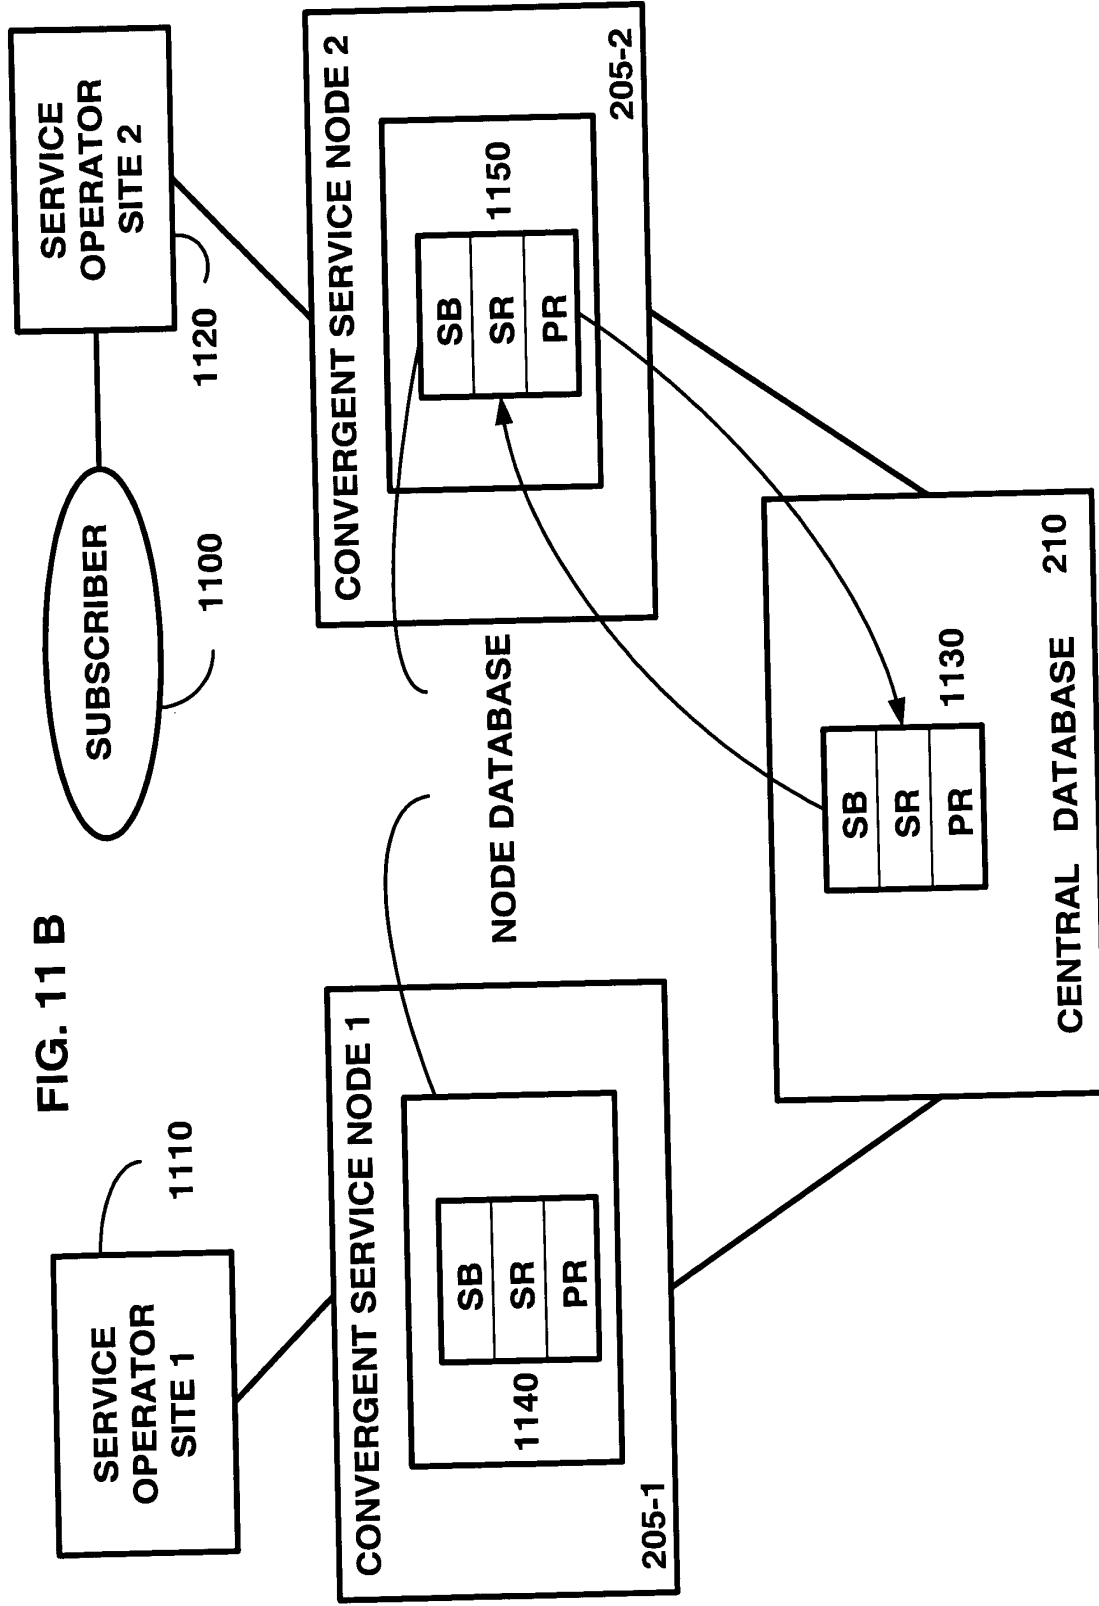 FIG. 11 B
SERVICE
OPERATOR
SITE 1
1110
SUBSCRIBER
1100
SERVICE
OPERATOR
SITE 2
1120
CONVERGENT SERVICE NODE 1
SB
SR
PR
1140
205-1
NODE DATABASE
CONVERGENT SERVICE NODE 2
SB
SR
PR
1150
205-2
SB
SR
PR
1130
CENTRAL DATABASE
210